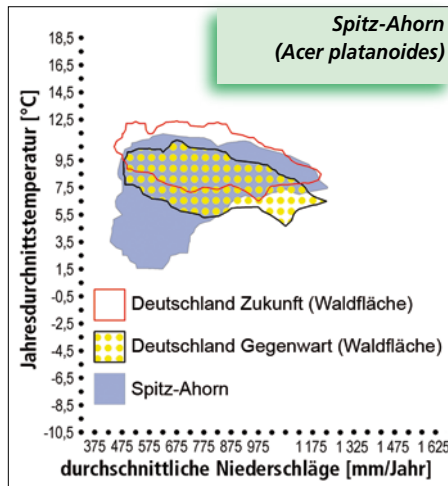 Spitz-Ahorn
(Acer platanoides)
Jahresdurchnittstemperatur [°C]
18,5
16,5
14,5
12,5
10,5
9,5
7,5
5,5
3,5
1,5
-0,5
-2,5
-4,5
-6,5
-8,5
-10,5
Deutschland Zukunft (Waldfläche)
Deutschland Gegenwart (Waldfläche)
Spitz-Ahorn
375 475 575 675 775 875 975 1175 1 325 1 475 1 625
durchschnittliche Niederschläge [mm/Jahr]